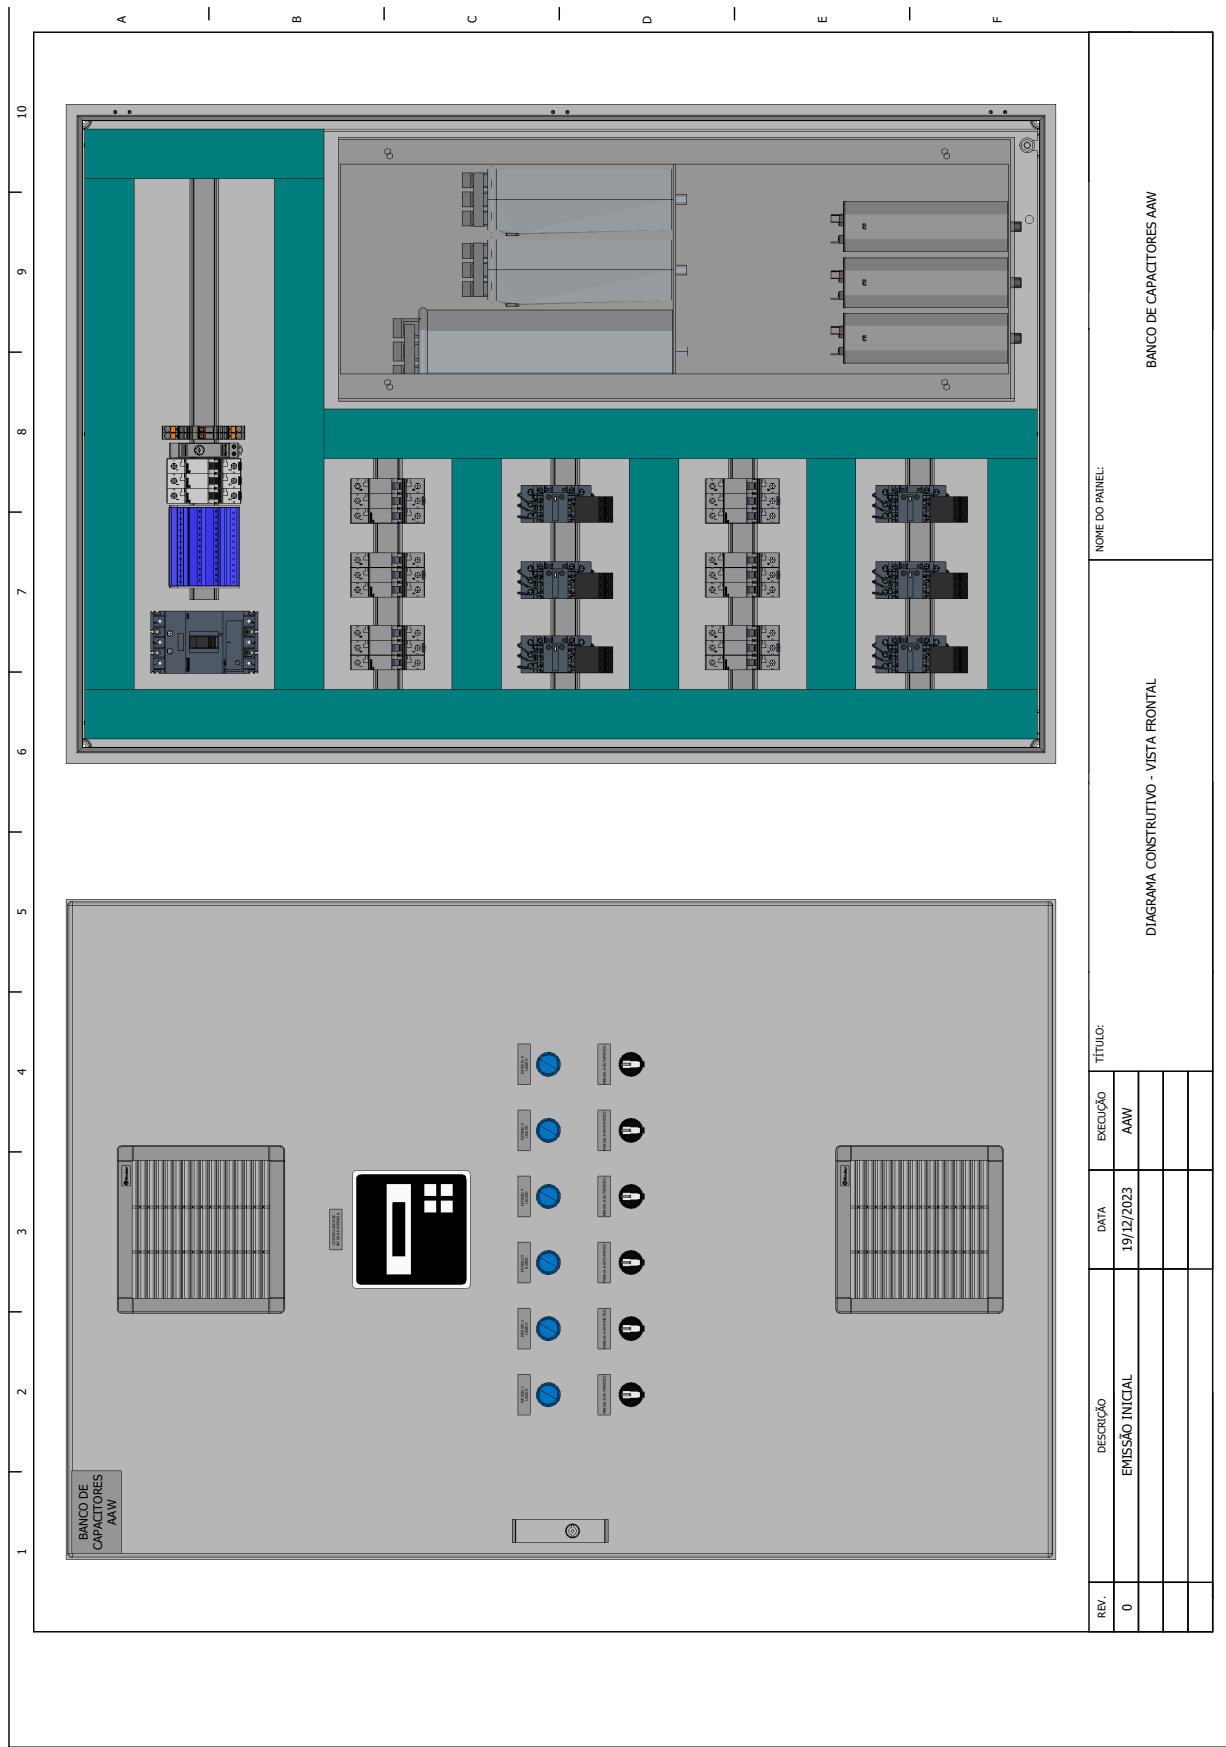 1
2
3
4
5
6
7
8
9
10
A
B
C
D
E
F
BANCO DE
CAPACITORES
AAW
REV.
DESCRIÇÃO
DATA
EXECUÇÃO
0
EMISSÃO INICIAL
19/12/2023
AAW
TÍTULO:
DIAGRAMA CONSTRUTIVO - VISTA FRONTAL
NOME DO PAINEL:
BANCO DE CAPACITORES AAW